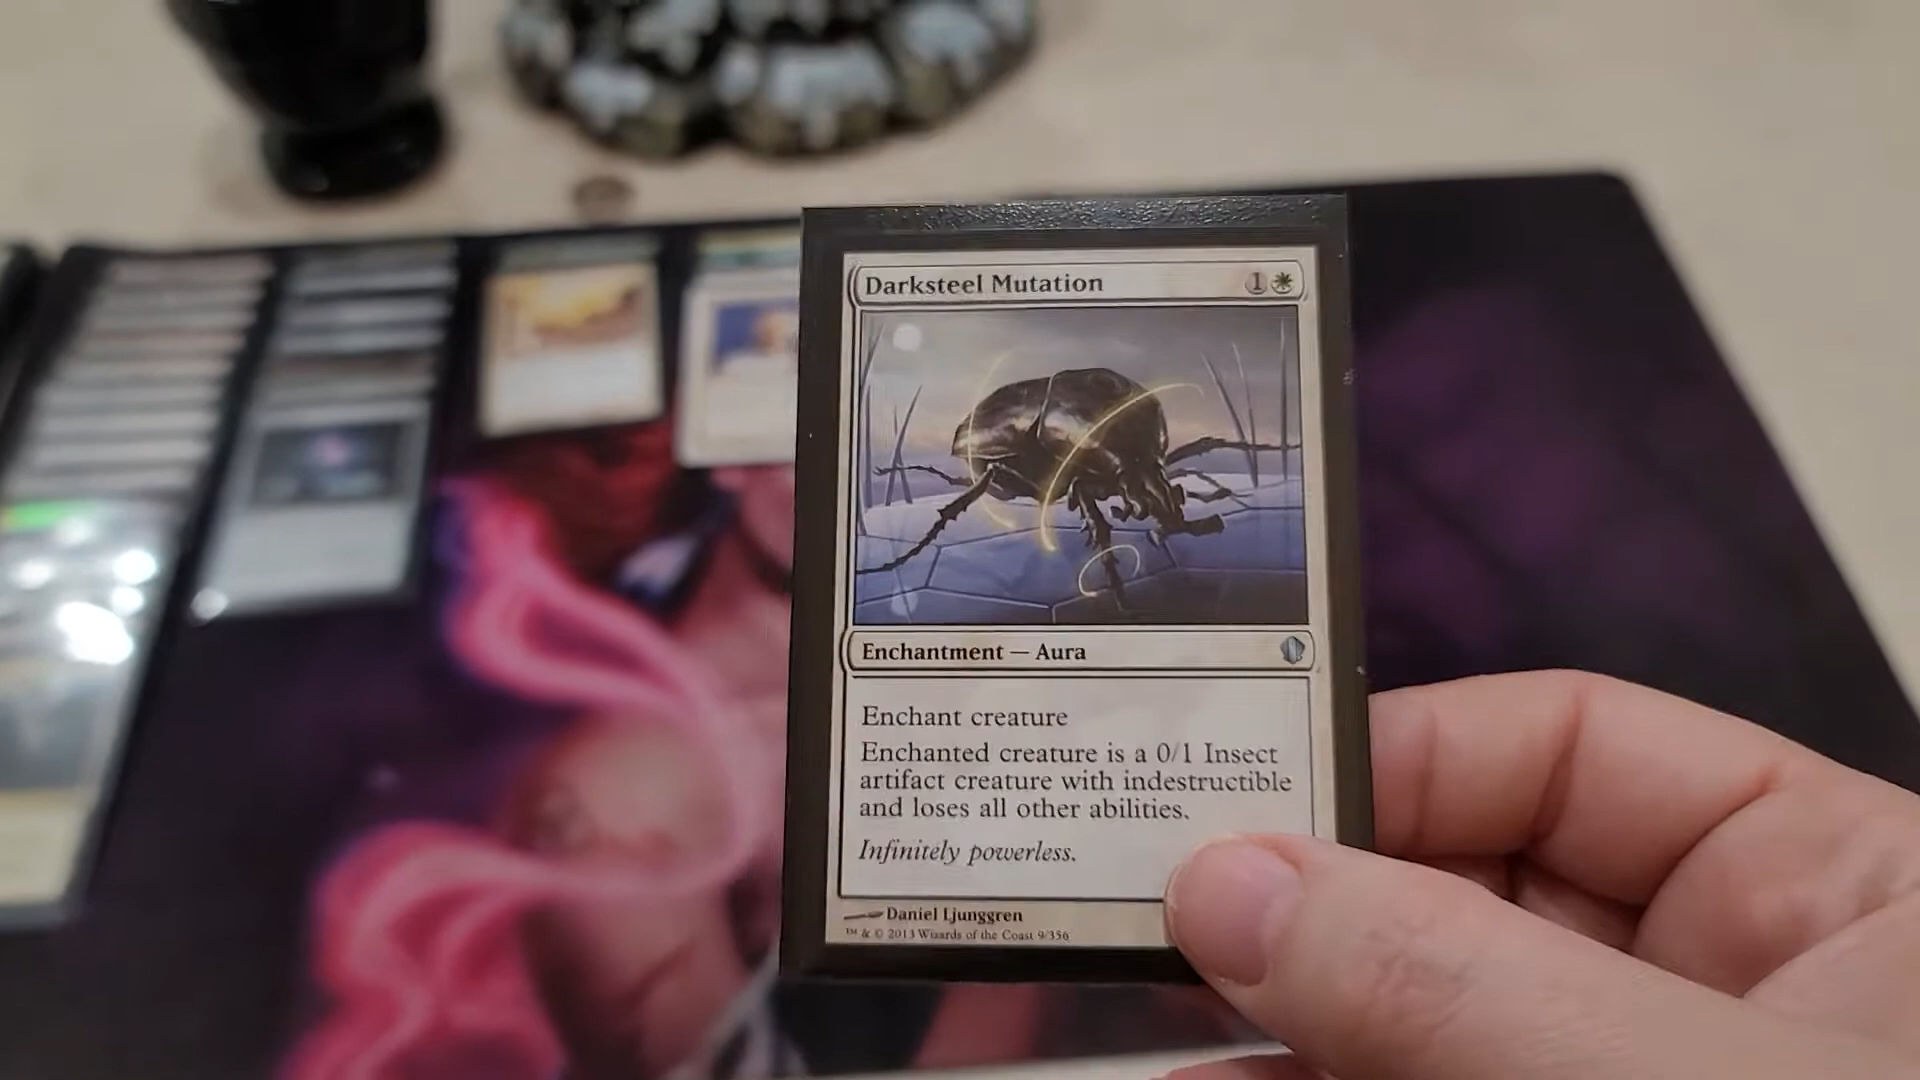 Darksteel Mutation 1
Enchantment — Aura
Enchant creature
Enchanted creature is a 0/1 Insect
artifact creature with indestructible
and loses all other abilities.
Infinitely powerless.
Daniel Ljunggren
™ & © 2013 Wizards of the Coast 9/356